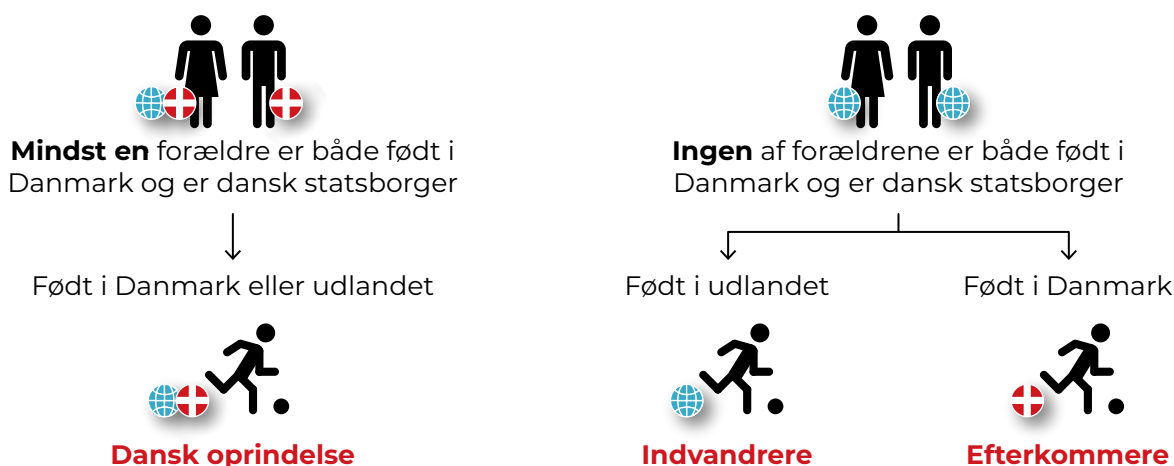 Mindst en forældre er både født i
Danmark og er dansk statsborger
Født i Danmark eller udlandet
Dansk oprindelse
Ingen af forældrene er både født i
Danmark og er dansk statsborger
Født i udlandet
Indvandrere
Født i Danmark
Efterkommere